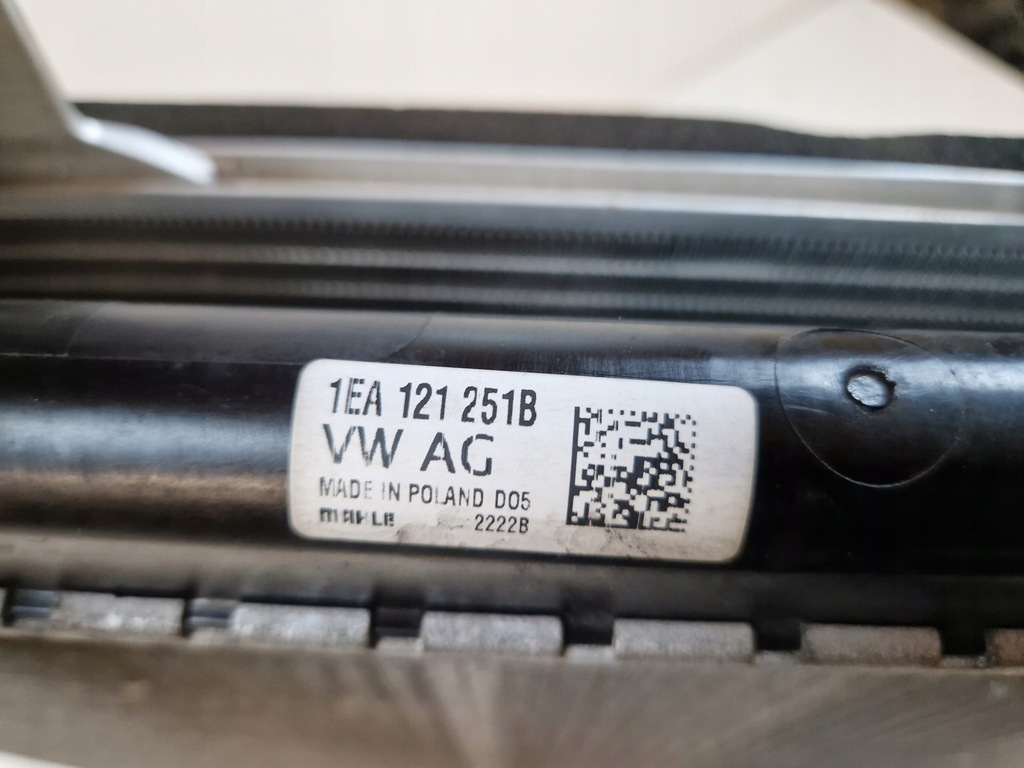 1EA 121 251B
VW AG
MADE IN POLAND D05
MAHLE 2222B